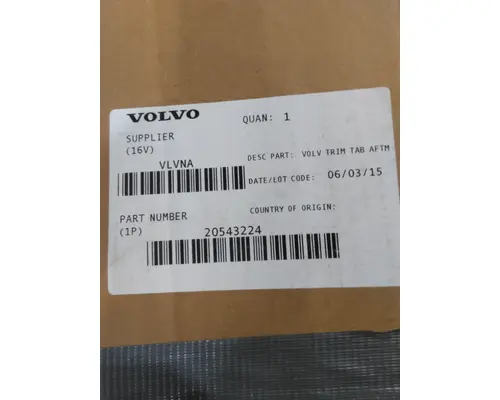 VOLVO
QUAN: 1
SUPPLIER
(16V)
VLVNA
DESC PART: VOLV TRIM TAB AFTM
DATE/LOT CODE: 06/03/15
PART NUMBER
(1P)
20543224
COUNTRY OF ORIGIN: